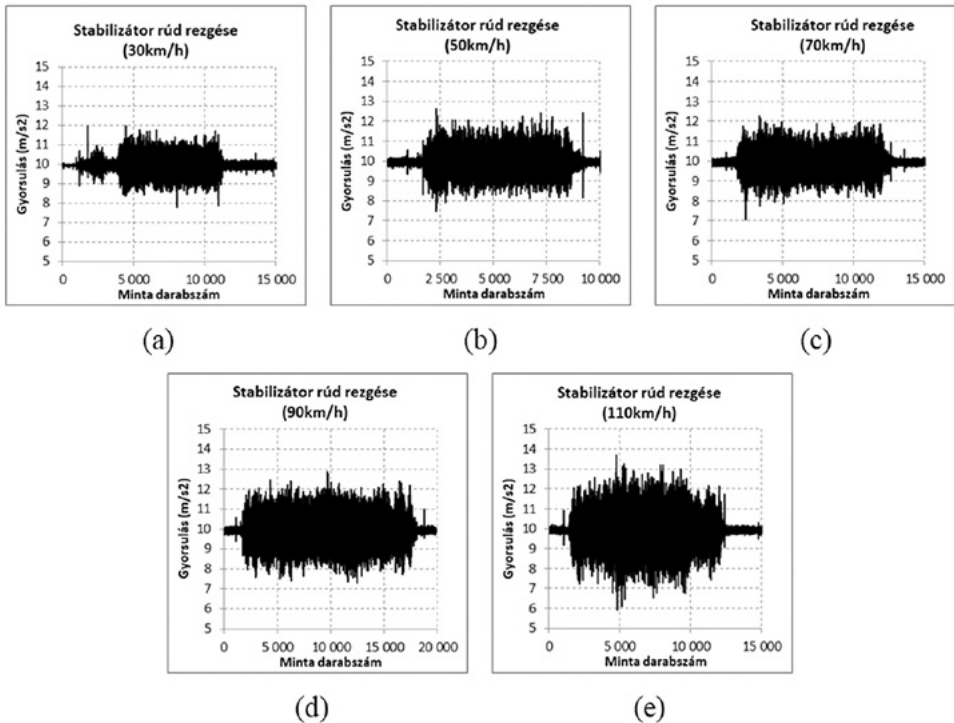 Stabilizátor rúd rezgése
(30km/h)
Gyorsulás (m/s2)
15
14
13
12
11
10
9
8
7
6
5
0 5 000 10 000 15 000
Minta darabszám
(a)
Stabilizátor rúd rezgése
(50km/h)
Gyorsulás (m/s2)
15
14
13
12
11
10
9
8
7
6
5
0 2 500 5 000 7 500 10 000
Minta darabszám
(b)
Stabilizátor rúd rezgése
(70km/h)
Gyorsulás (m/s2)
15
14
13
12
11
10
9
8
7
6
5
0 5 000 10 000 15 000
Minta darabszám
(c)
Stabilizátor rúd rezgése
(90km/h)
Gyorsulás (m/s2)
15
14
13
12
11
10
9
8
7
6
5
0 5 000 10 000 15 000 20 000
Minta darabszám
(d)
Stabilizátor rúd rezgése
(110km/h)
Gyorsulás (m/s2)
15
14
13
12
11
10
9
8
7
6
5
0 5 000 10 000 15 000
Minta darabszám
(e)